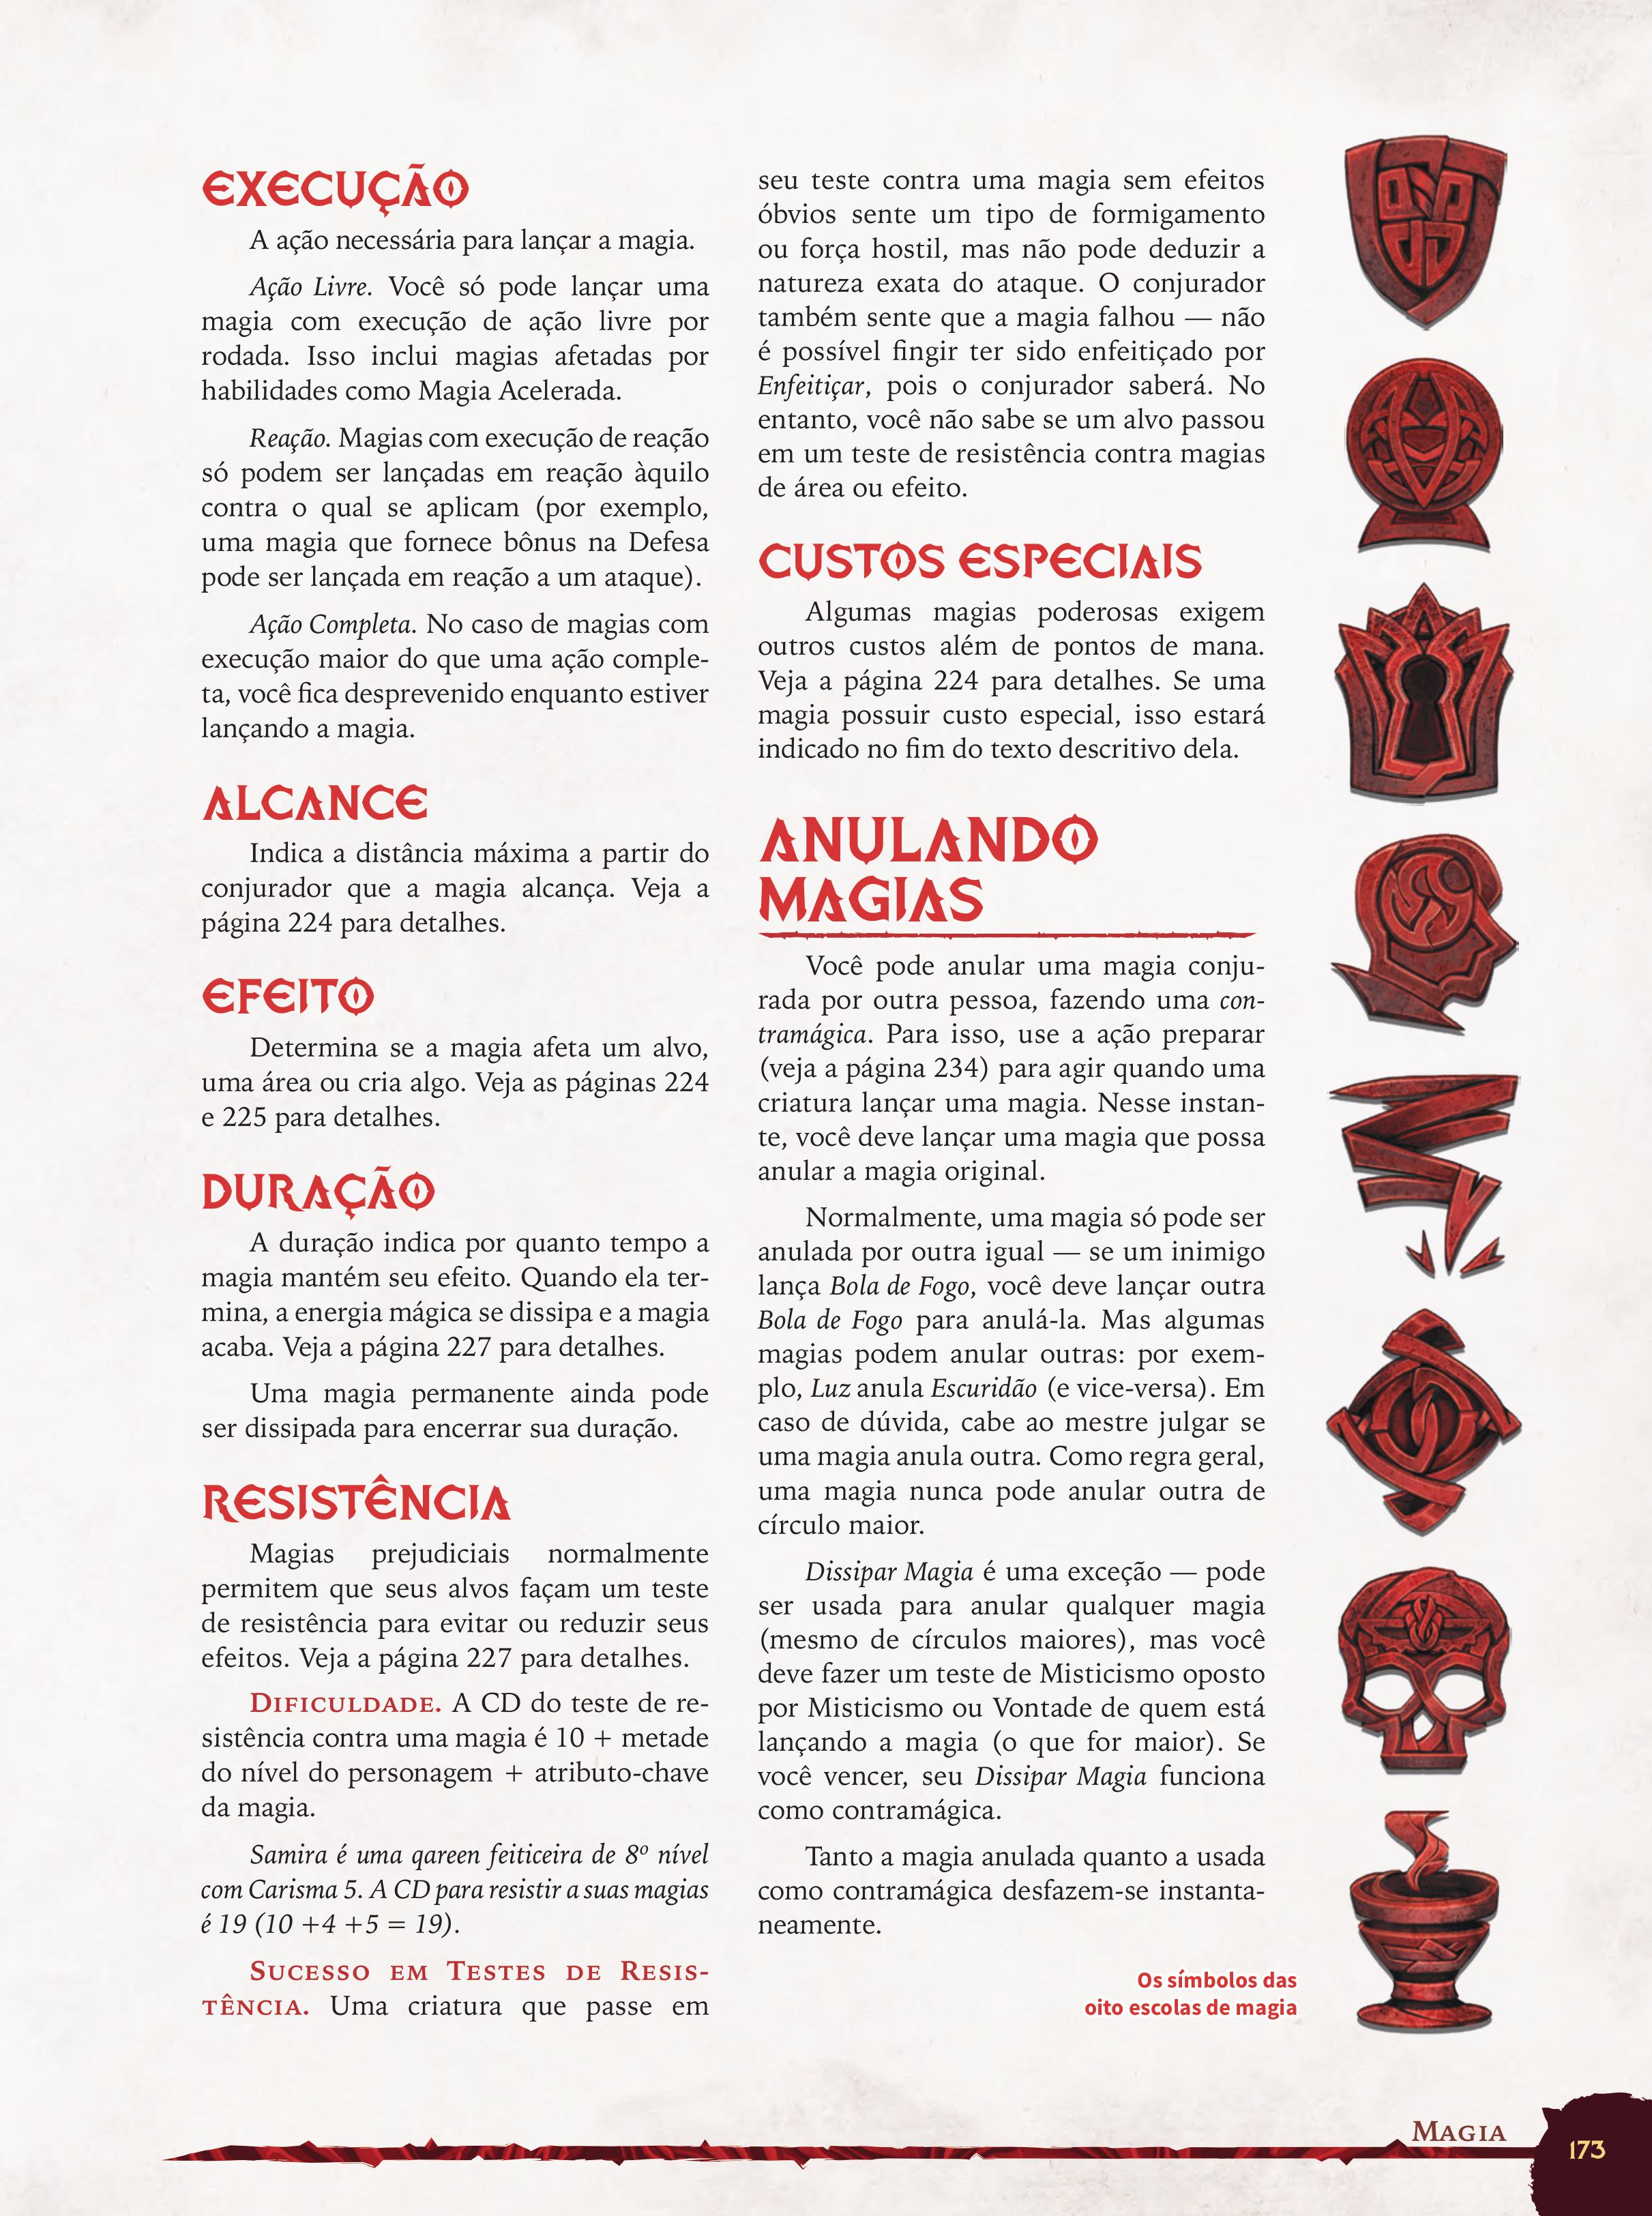 EXECUÇÃO
A ação necessária para lançar a magia.
Ação Livre. Você só pode lançar uma
magia com execução de ação livre por
rodada. Isso inclui magias afetadas por
habilidades como Magia Acelerada.
Reação. Magias com execução de reação
só podem ser lançadas em reação àquilo
contra o qual se aplicam (por exemplo,
uma magia que fornece bônus na Defesa
pode ser lançada em reação a um ataque).
Ação Completa. No caso de magias com
execução maior do que uma ação comple-
ta, você fica desprevenido enquanto estiver
lançando a magia.
ALCANCE
Indica a distância máxima a partir do
conjurador que a magia alcança. Veja a
página 224 para detalhes.
EFEITO
Determina se a magia afeta um alvo,
uma área ou cria algo. Veja as páginas 224
e 225 para detalhes.
DURAÇÃO
A duração indica por quanto tempo a
magia mantém seu efeito. Quando ela ter-
mina, a energia mágica se dissipa e a magia
acaba. Veja a página 227 para detalhes.
Uma magia permanente ainda pode
ser dissipada para encerrar sua duração.
RESISTÊNCIA
Magias prejudiciais normalmente
permitem que seus alvos façam um teste
de resistência para evitar ou reduzir seus
efeitos. Veja a página 227 para detalhes.
DIFICULDADE. A CD do teste de re-
sistência contra uma magia é 10 + metade
do nível do personagem + atributo-chave
da magia.
Samira é uma qareen feiticeira de 8º nível
com Carisma 5. A CD para resistir a suas magias
é 19 (10 +4 +5 = 19).
SUCESSO EM TESTES DE RESIS-
TÊNCIA. Uma criatura que passe em
seu teste contra uma magia sem efeitos
óbvios sente um tipo de formigamento
ou força hostil, mas não pode deduzir a
natureza exata do ataque. O conjurador
também sente que a magia falhou — não
é possível fingir ter sido enfeitiçado por
Enfeitiçar, pois o conjurador saberá. No
entanto, você não sabe se um alvo passou
em um teste de resistência contra magias
de área ou efeito.
CUSTOS ESPECIAIS
Algumas magias poderosas exigem
outros custos além de pontos de mana.
Veja a página 224 para detalhes. Se uma
magia possuir custo especial, isso estará
indicado no fim do texto descritivo dela.
ANULANDO
MAGIAS
Você pode anular uma magia conju-
rada por outra pessoa, fazendo uma con-
tramágica. Para isso, use a ação preparar
(veja a página 234) para agir quando uma
criatura lançar uma magia. Nesse instan-
te, você deve lançar uma magia que possa
anular a magia original.
Normalmente, uma magia só pode ser
anulada por outra igual — se um inimigo
lança Bola de Fogo, você deve lançar outra
Bola de Fogo para anulá-la. Mas algumas
magias podem anular outras: por exem-
plo, Luz anula Escuridão (e vice-versa). Em
caso de dúvida, cabe ao mestre julgar se
uma magia anula outra. Como regra geral,
uma magia nunca pode anular outra de
círculo maior.
Dissipar Magia é uma exceção — pode
ser usada para anular qualquer magia
(mesmo de círculos maiores), mas você
deve fazer um teste de Misticismo oposto
por Misticismo ou Vontade de quem está
lançando a magia (o que for maior). Se
você vencer, seu Dissipar Magia funciona
como contramágica.
Tanto a magia anulada quanto a usada
como contramágica desfazem-se instanta-
neamente.
Os símbolos das
oito escolas de magia
MAGIA
173